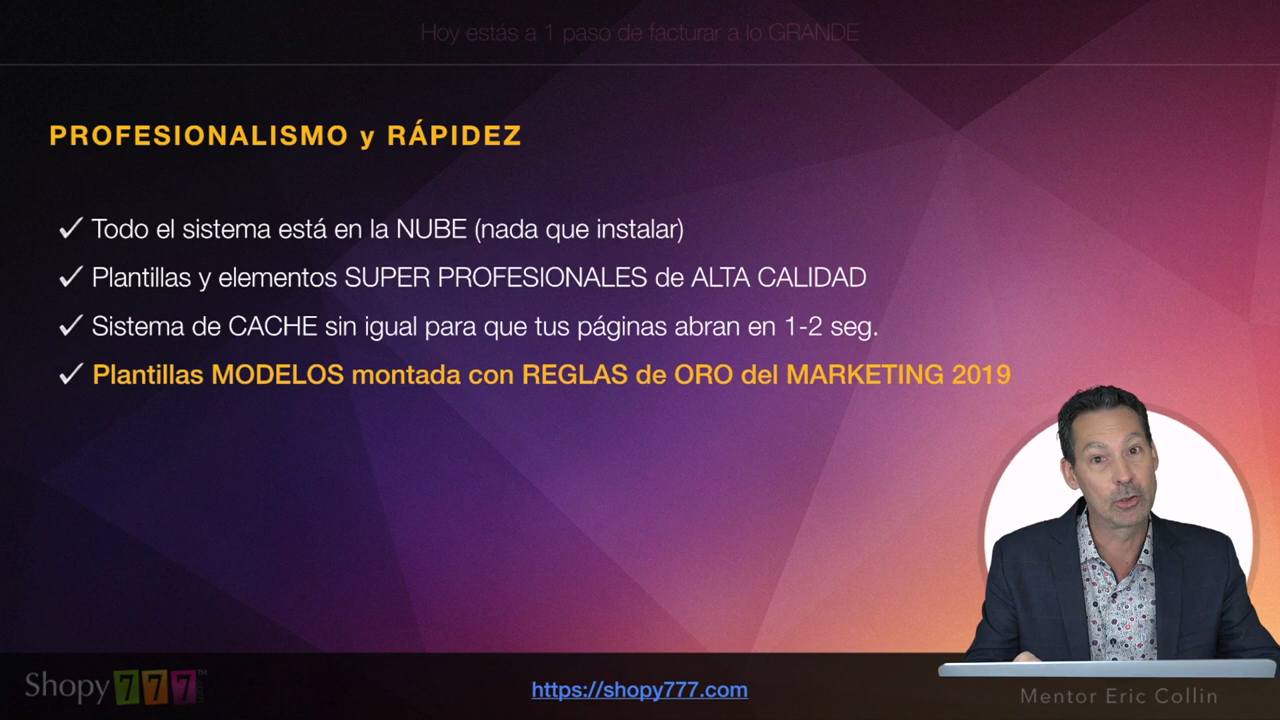 Hoy estás a 1 paso de facturar a lo GRANDE
PROFESIONALISMO y RÁPIDEZ
✓ Todo el sistema está en la NUBE (nada que instalar)
✓ Plantillas y elementos SUPER PROFESIONALES de ALTA CALIDAD
✓ Sistema de CACHE sin igual para que tus páginas abran en 1-2 seg.
✓ Plantillas MODELOS montada con REGLAS de ORO del MARKETING 2019
Shopy 777™
https://shopy777.com
Mentor Eric Collin